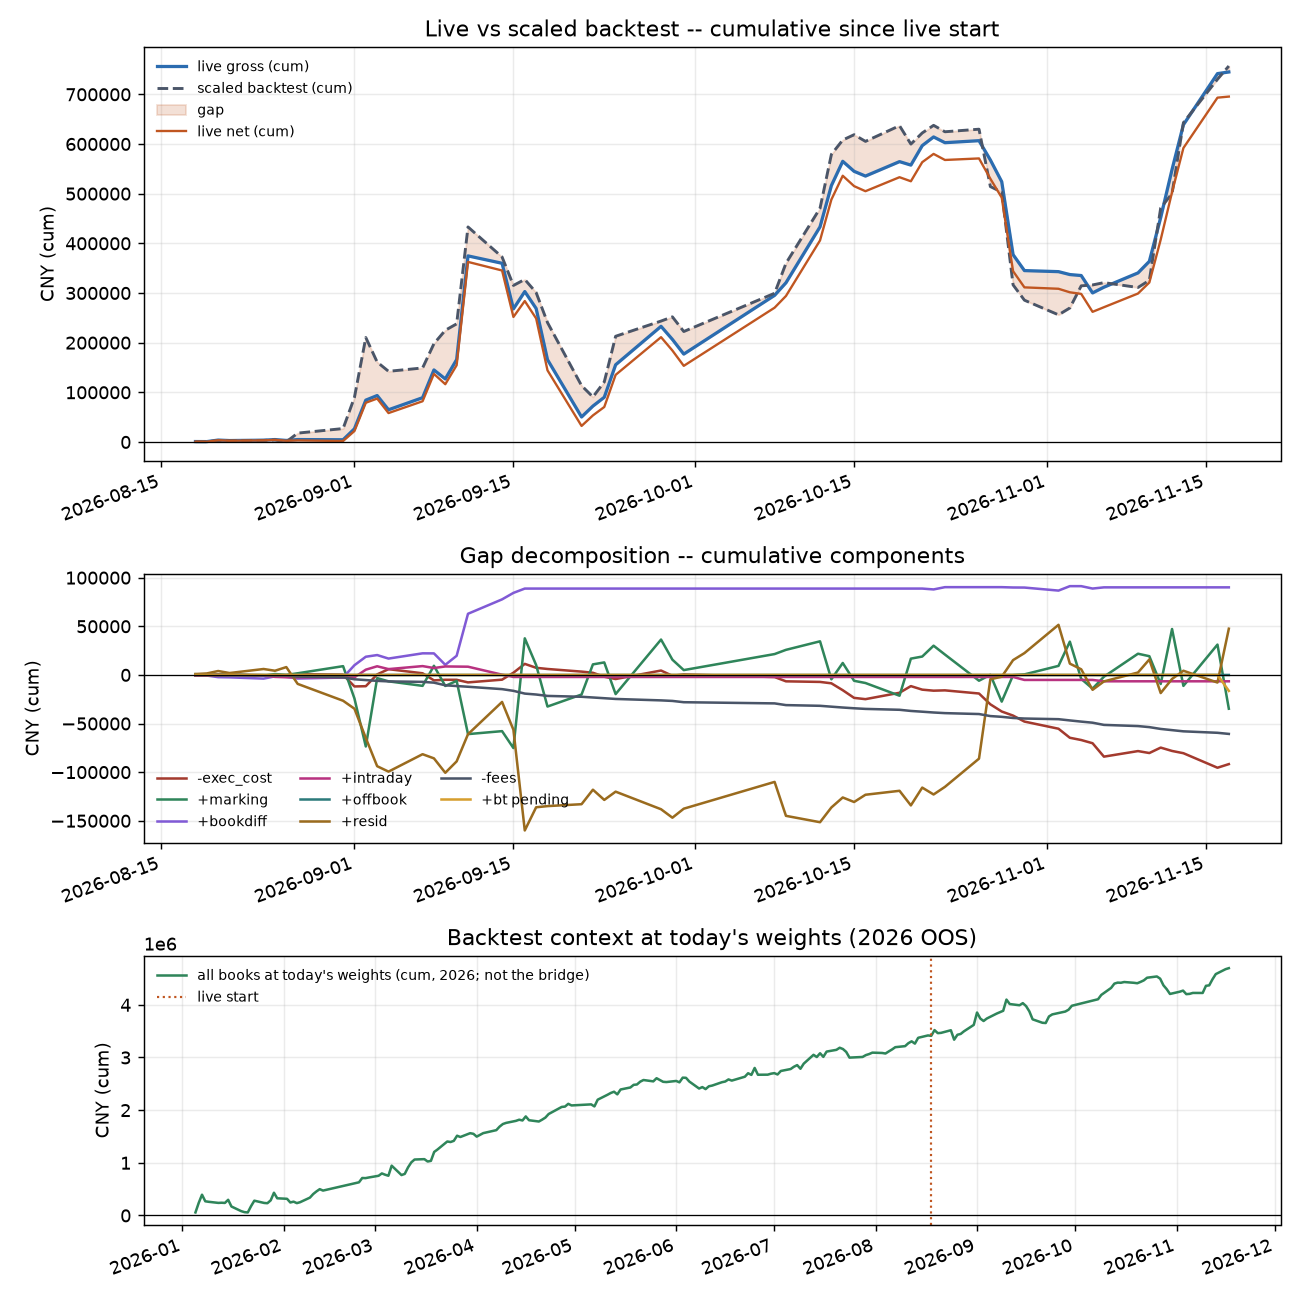 Live vs scaled backtest -- cumulative since live start
live gross (cum)
scaled backtest (cum)
gap
live net (cum)
CNY (cum)
700000
600000
500000
400000
300000
200000
100000
0
2026-08-15
2026-09-01
2026-09-15
2026-10-01
2026-10-15
2026-11-01
2026-11-15
Gap decomposition -- cumulative components
CNY (cum)
100000
50000
0
−50000
−100000
−150000
-exec_cost
+marking
+bookdiff
+intraday
+offbook
+resid
-fees
+bt pending
2026-08-15
2026-09-01
2026-09-15
2026-10-01
2026-10-15
2026-11-01
2026-11-15
Backtest context at today's weights (2026 OOS)
1e6
all books at today's weights (cum, 2026; not the bridge)
live start
CNY (cum)
4
3
2
1
0
2026-01
2026-02
2026-03
2026-04
2026-05
2026-06
2026-07
2026-08
2026-09
2026-10
2026-11
2026-12